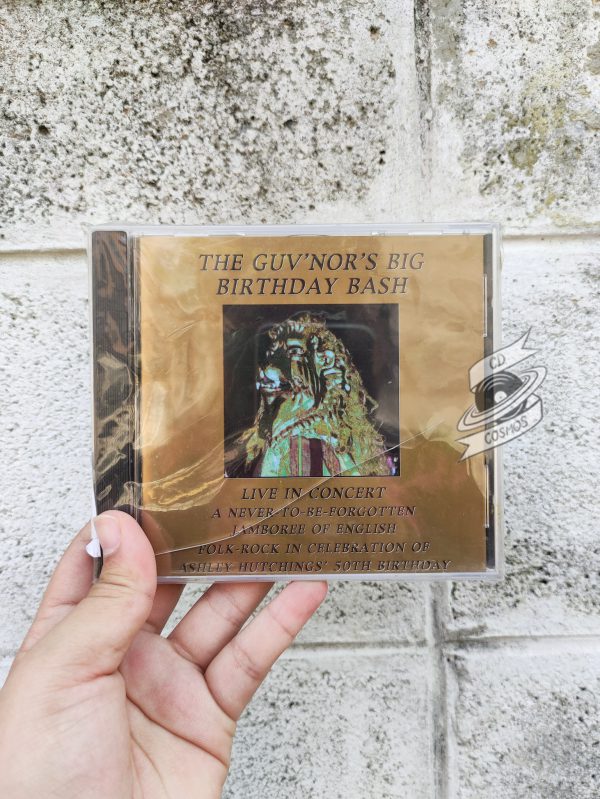 THE GUV'NOR'S BIG
BIRTHDAY BASH
LIVE IN CONCERT
A NEVER-TO-BE-FORGOTTEN
JAMBOREE OF ENGLISH
FOLK-ROCK IN CELEBRATION OF
ASHLEY HUTCHINGS' 50TH BIRTHDAY
CD
COSMOS